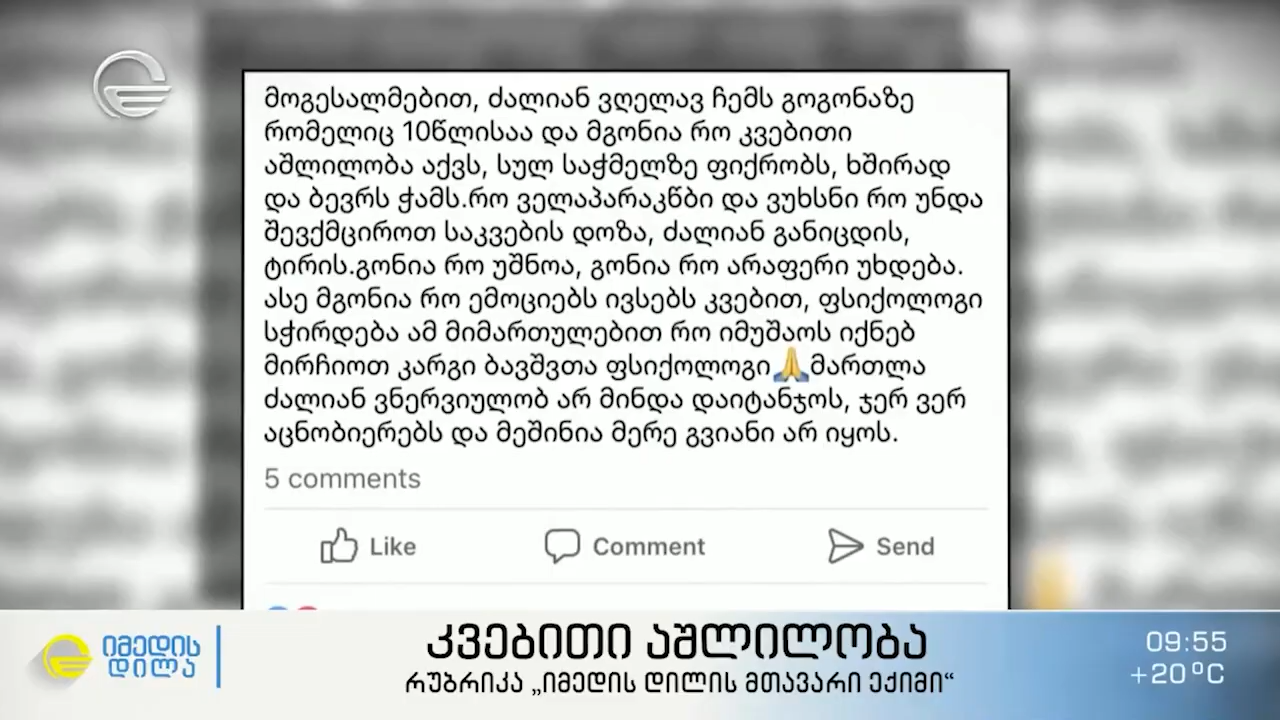 მოგესალმებით, ძალიან ვღელავ ჩემს გოგონაზე
რომელიც 10წლისაა და მგონია რო კვებითი
აშლილობა აქვს, სულ საჭმელზე ფიქრობს, ხშირად
და ბევრს ჭამს.რო ველაპარაკნბი და ვუხსნი რო უნდა
შევქმციროთ საკვების დოზა, ძალიან განიცდის,
ტირის.გონია რო უშნოა, გონია რო არაფერი უხდება.
ასე მგონია რო ემოციებს ივსებს კვებით, ფსიქოლოგი
სჭირდება ამ მიმართულებით რო იმუშაოს იქნებ
მირჩიოთ კარგი ბავშვთა ფსიქოლოგი🙏მართლა
ძალიან ვნერვიულობ არ მინდა დაიტანჯოს, ჯერ ვერ
აცნობიერებს და მეშინია მერე გვიანი არ იყოს.
5 comments
Like Comment Send
იმედის
დილა
კვებითი აშლილობა
რუბრიკა „იმედის დილის მთავარი ექიმი“
09:55
+20°C